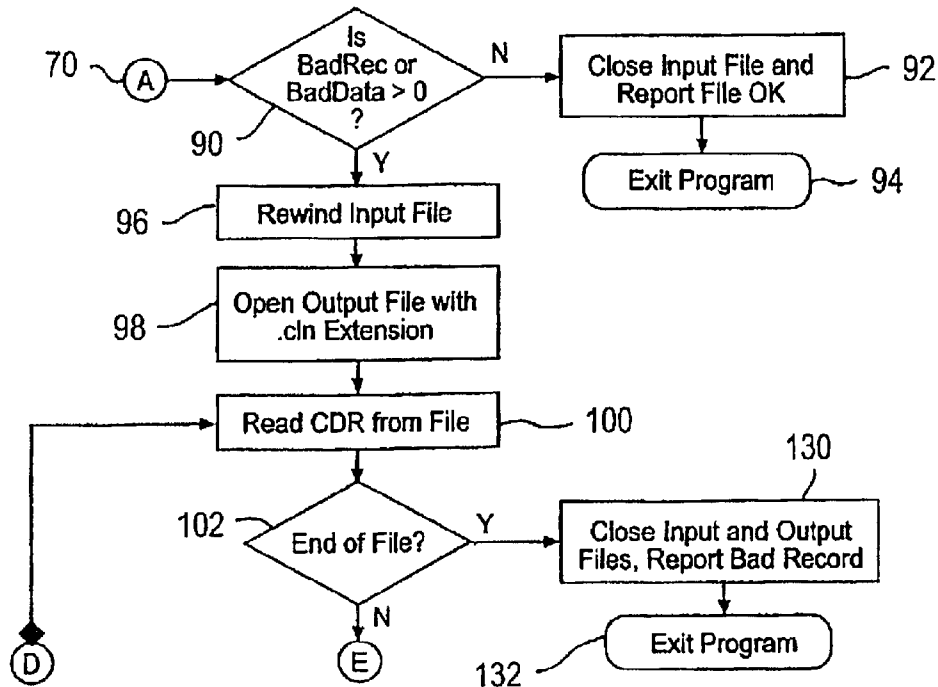 70
A
Is
BadRec or
BadData > 0
?
90
N
Close Input File and
Report File OK
92
Y
Exit Program
94
96
Rewind Input File
98
Open Output File with
.cln Extension
Read CDR from File
100
102
End of File?
Y
130
Close Input and Output
Files, Report Bad Record
N
D
E
Exit Program
132